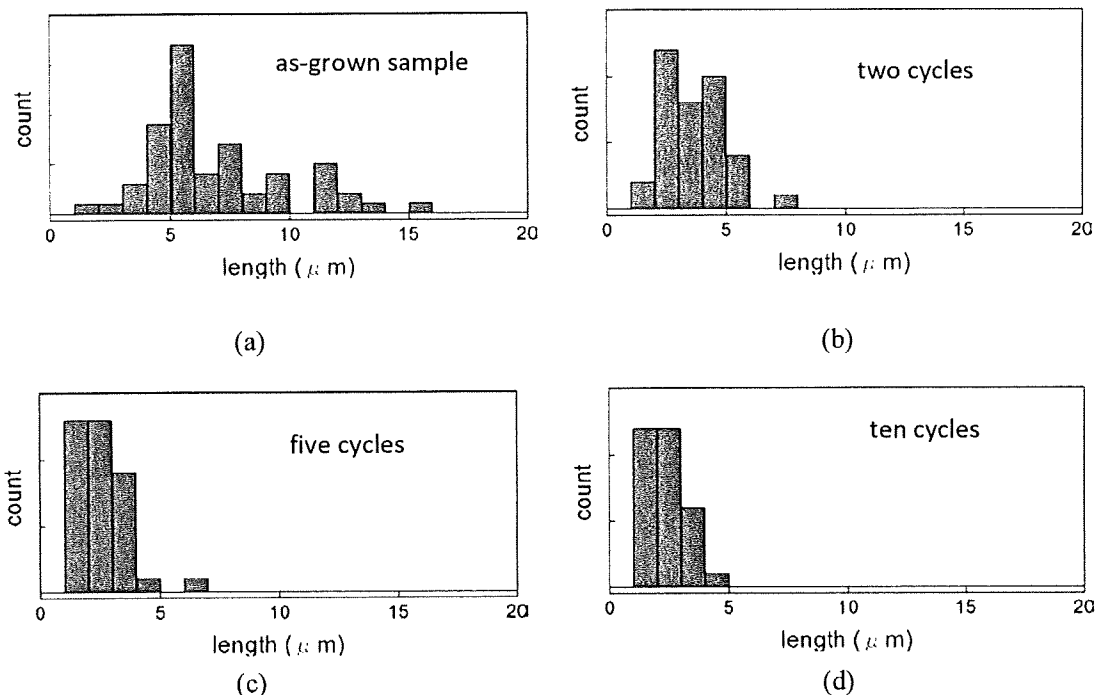 count
as-grown sample
0
5
10
15
20
length ( μ m)
(a)
count
two cycles
0
5
10
15
20
length ( μ m)
(b)
count
five cycles
0
5
10
15
20
length ( μ m)
(c)
count
ten cycles
0
5
10
15
20
length ( μ m)
(d)